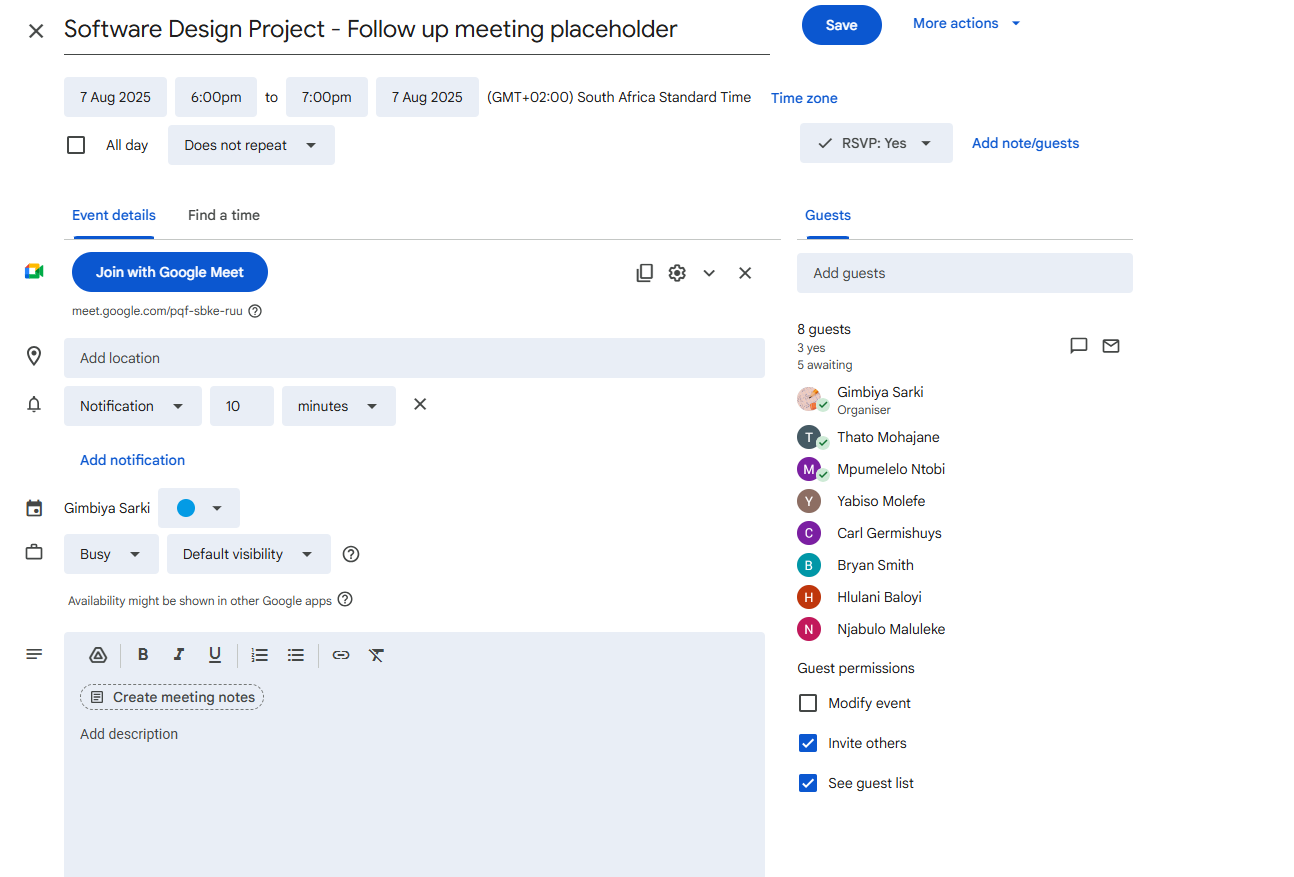 Software Design Project - Follow up meeting placeholder
Save
More actions
7 Aug 2025 6:00pm to 7:00pm 7 Aug 2025 (GMT+02:00) South Africa Standard Time Time zone
All day Does not repeat
RSVP: Yes Add note/guests
Event details Find a time
Join with Google Meet
meet.google.com/pqf-sbke-ruu
Add location
Notification 10 minutes
Add notification
Gimbiya Sarki
Busy Default visibility
Availability might be shown in other Google apps
B I U
Create meeting notes
Add description
Guests
Add guests
8 guests
3 yes
5 awaiting
Gimbiya Sarki
Organiser
T Thato Mohajane
M Mpumelelo Ntobi
Y Yabiso Molefe
C Carl Germishuys
B Bryan Smith
H Hlulani Baloyi
N Njabulo Maluleke
Guest permissions
Modify event
Invite others
See guest list